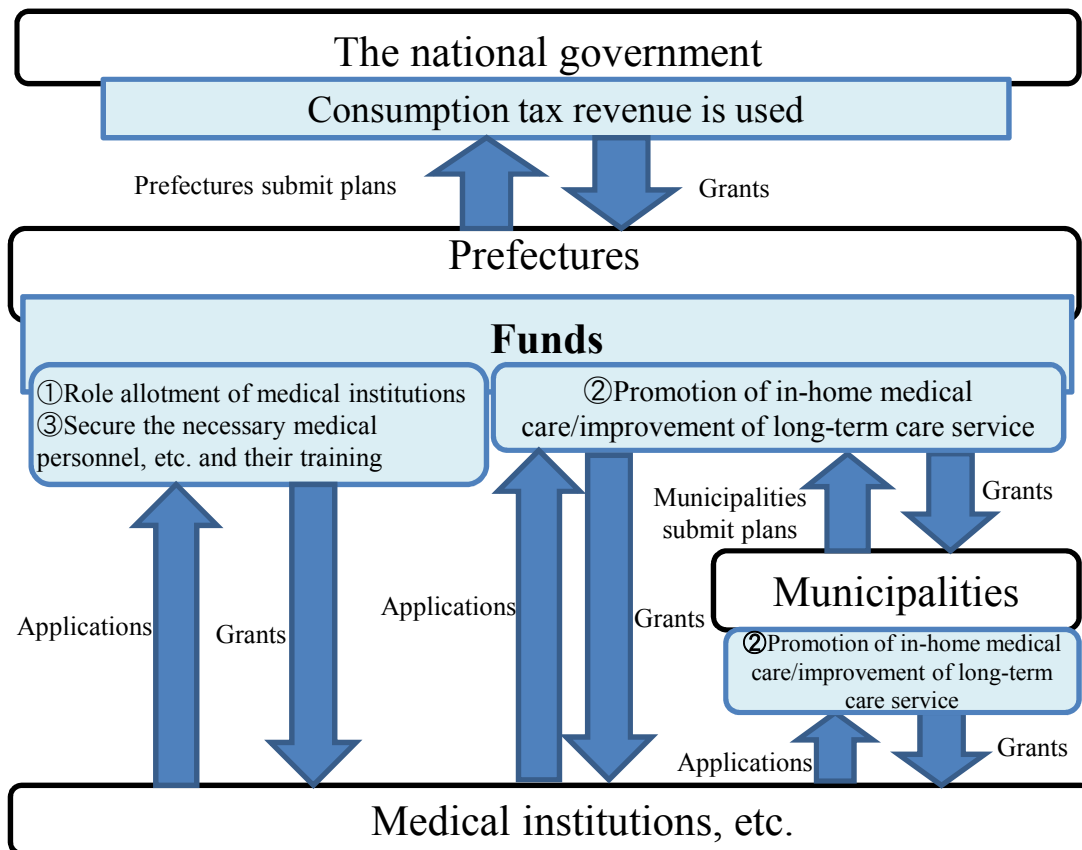 The national government
Consumption tax revenue is used
Prefectures submit plans
Grants
Prefectures
Funds
①Role allotment of medical institutions
③Secure the necessary medical
personnel, etc. and their training
②Promotion of in-home medical
care/improvement of long-term care service
Municipalities
submit plans
Grants
Applications
Grants
Applications
Grants
Municipalities
②Promotion of in-home medical
care/improvement of long-term
care service
Applications
Grants
Medical institutions, etc.